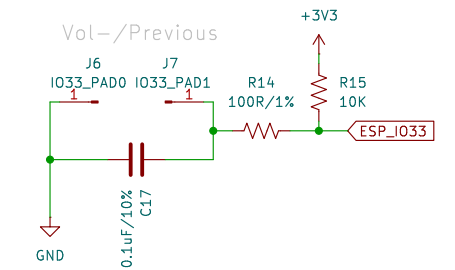 Vol-/Previous
+3V3
J6
IO33_PAD0
1
J7
IO33_PAD1
1
R14
100R/1%
R15
10K
ESP_IO33
0.1uF/10%
C17
GND